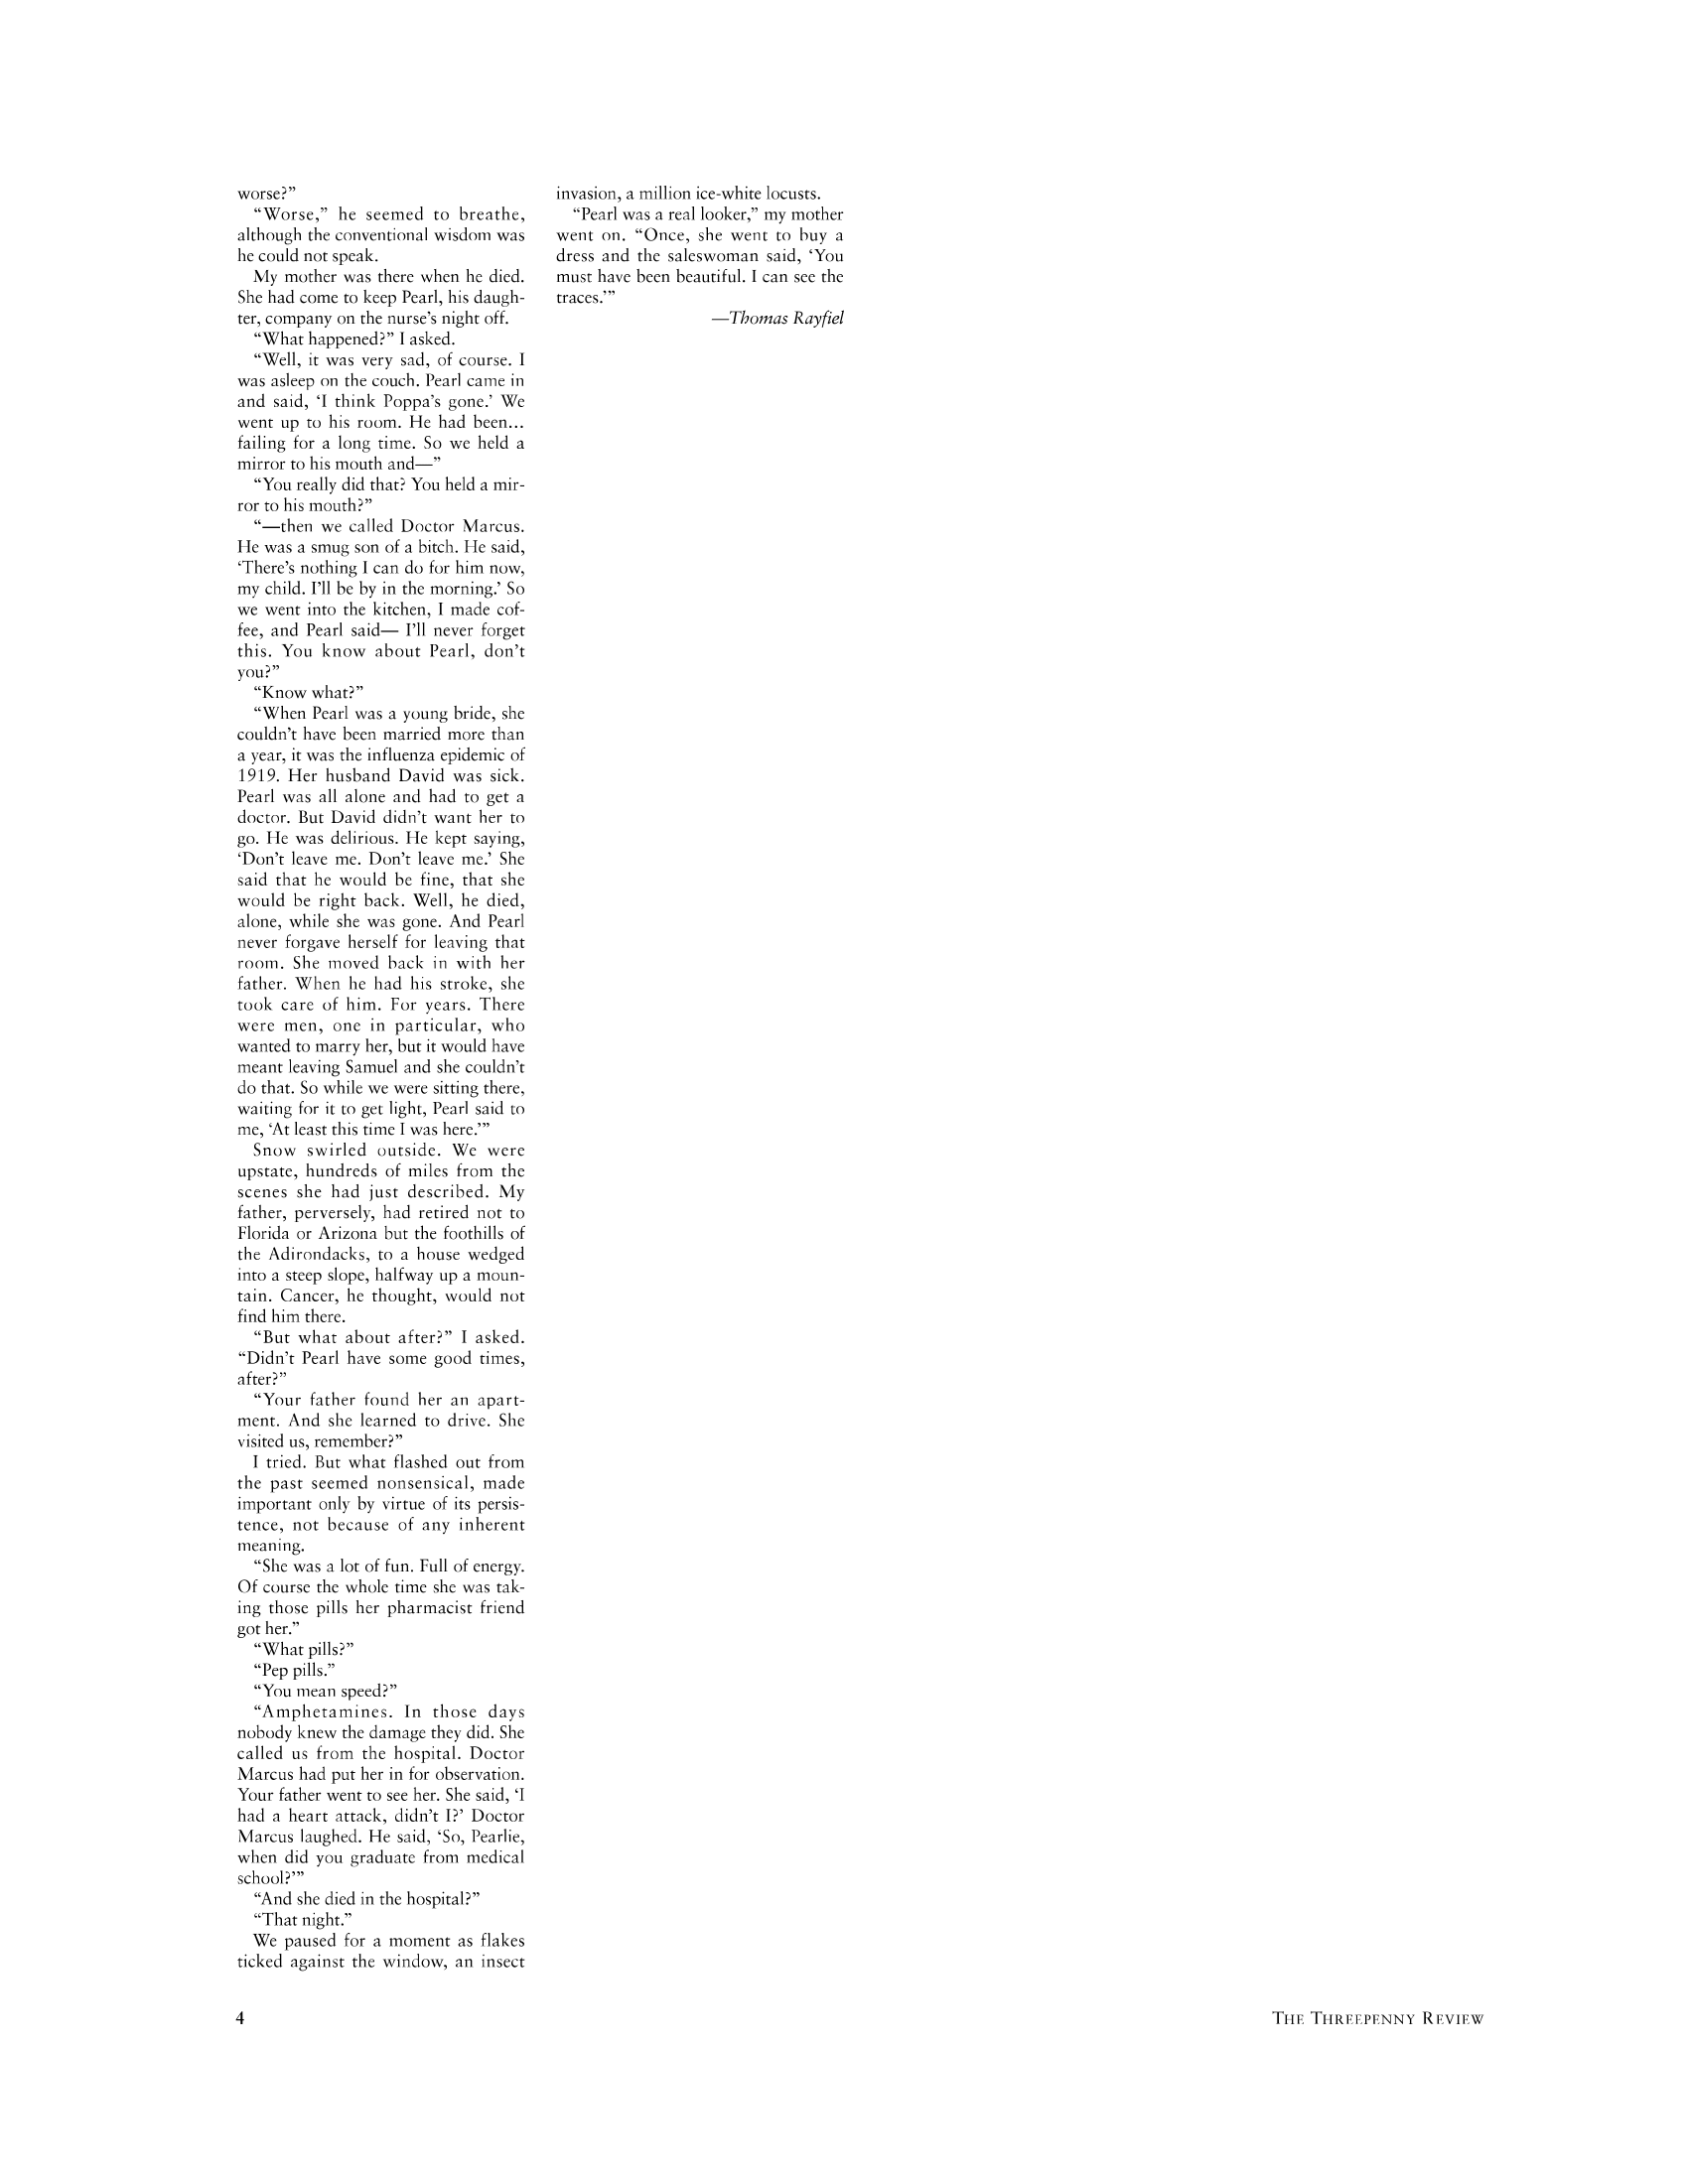 worse?”
“Worse,” he seemed to breathe,
although the conventional wisdom was
he could not speak.
My mother was there when he died.
She had come to keep Pearl, his daugh-
ter, company on the nurse’s night off.
“What happened?” I asked.
“Well, it was very sad, of course. I
was asleep on the couch. Pearl came in
and said, ‘I think Poppa’s gone.’ We
went up to his room. He had been...
failing for a long time. So we held a
mirror to his mouth and—”
“You really did that? You held a mir-
ror to his mouth?”
“—then we called Doctor Marcus.
He was a smug son of a bitch. He said,
‘There’s nothing I can do for him now,
my child. I’ll be by in the morning.’ So
we went into the kitchen, I made cof-
fee, and Pearl said— I’ll never forget
this. You know about Pearl, don’t
you?”
“Know what?”
“When Pearl was a young bride, she
couldn’t have been married more than
a year, it was the influenza epidemic of
1919. Her husband David was sick.
Pearl was all alone and had to get a
doctor. But David didn’t want her to
go. He was delirious. He kept saying,
‘Don’t leave me. Don’t leave me.’ She
said that he would be fine, that she
would be right back. Well, he died,
alone, while she was gone. And Pearl
never forgave herself for leaving that
room. She moved back in with her
father. When he had his stroke, she
took care of him. For years. There
were men, one in particular, who
wanted to marry her, but it would have
meant leaving Samuel and she couldn’t
do that. So while we were sitting there,
waiting for it to get light, Pearl said to
me, ‘At least this time I was here.’”
Snow swirled outside. We were
upstate, hundreds of miles from the
scenes she had just described. My
father, perversely, had retired not to
Florida or Arizona but the foothills of
the Adirondacks, to a house wedged
into a steep slope, halfway up a moun-
tain. Cancer, he thought, would not
find him there.
“But what about after?” I asked.
“Didn’t Pearl have some good times,
after?”
“Your father found her an apart-
ment. And she learned to drive. She
visited us, remember?”
I tried. But what flashed out from
the past seemed nonsensical, made
important only by virtue of its persis-
tence, not because of any inherent
meaning.
“She was a lot of fun. Full of energy.
Of course the whole time she was tak-
ing those pills her pharmacist friend
got her.”
“What pills?”
“Pep pills.”
“You mean speed?”
“Amphetamines. In those days
nobody knew the damage they did. She
called us from the hospital. Doctor
Marcus had put her in for observation.
Your father went to see her. She said, ‘I
had a heart attack, didn’t I?’ Doctor
Marcus laughed. He said, ‘So, Pearlie,
when did you graduate from medical
school?’”
“And she died in the hospital?”
“That night.”
We paused for a moment as flakes
ticked against the window, an insect
invasion, a million ice-white locusts.
“Pearl was a real looker,” my mother
went on. “Once, she went to buy a
dress and the saleswoman said, ‘You
must have been beautiful. I can see the
traces.’”
—Thomas Rayfiel
4
THE THREEPENNY REVIEW